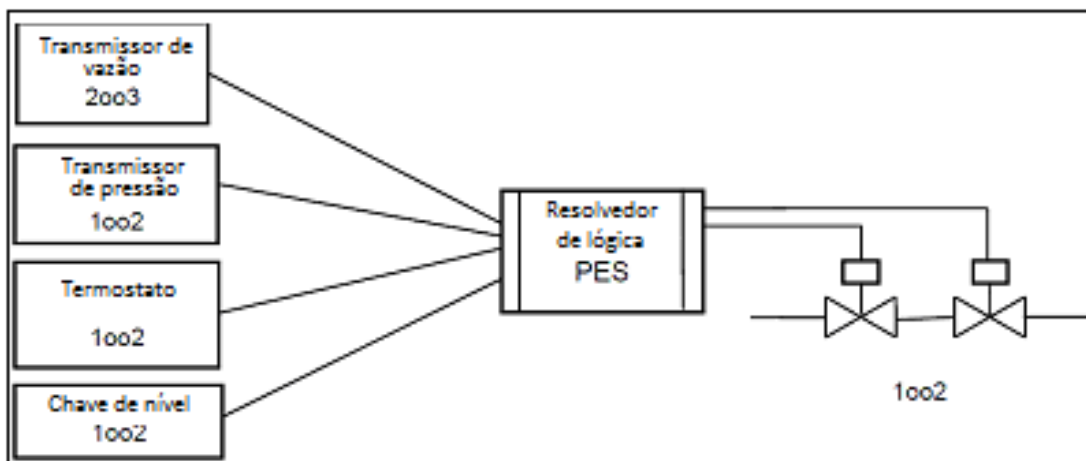 Transmissor de
vazão
2oo3
Transmissor
de pressão
1oo2
Termostato
1oo2
Chave de nível
1oo2
Resolvedor
de lógica
PES
1oo2